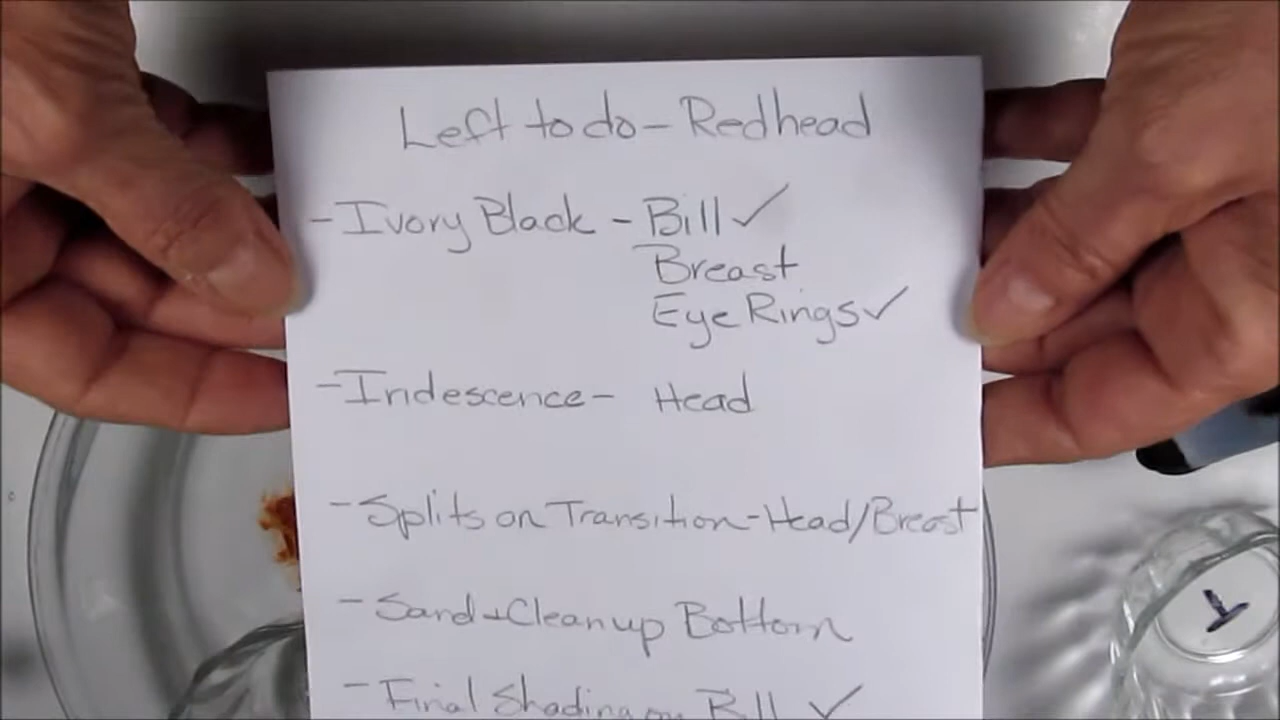 Left to do - Redhead
- Ivory Black - Bill ✓
Breast
Eye Rings ✓
- Iridescence - Head
- Splits on Transition - Head/Breast
- Sand + Clean up Bottom
- Final Shading on Bill ✓
Y